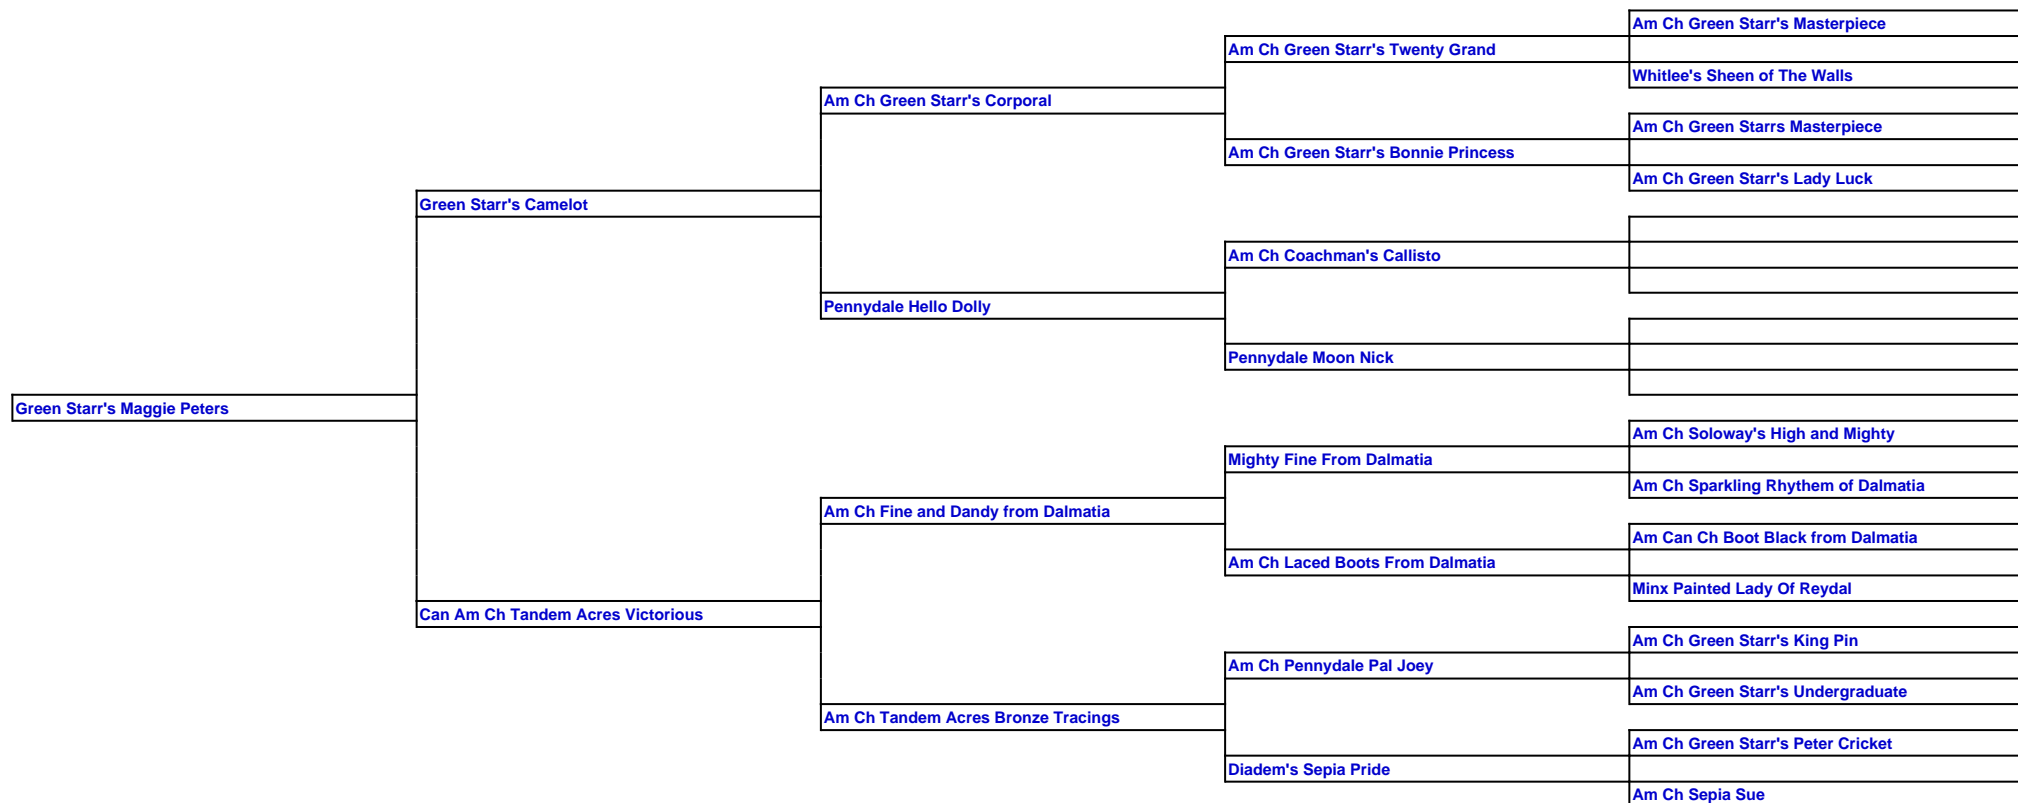 Am Ch Green Starr's Masterpiece
Am Ch Green Starr's Twenty Grand
Whitlee's Sheen of The Walls
Am Ch Green Starr's Corporal
Am Ch Green Starrs Masterpiece
Am Ch Green Starr's Bonnie Princess
Am Ch Green Starr's Lady Luck
Green Starr's Camelot
Am Ch Coachman's Callisto
Pennydale Hello Dolly
Pennydale Moon Nick
Green Starr's Maggie Peters
Am Ch Soloway's High and Mighty
Mighty Fine From Dalmatia
Am Ch Sparkling Rhythem of Dalmatia
Am Ch Fine and Dandy from Dalmatia
Am Can Ch Boot Black from Dalmatia
Am Ch Laced Boots From Dalmatia
Minx Painted Lady Of Reydal
Can Am Ch Tandem Acres Victorious
Am Ch Green Starr's King Pin
Am Ch Pennydale Pal Joey
Am Ch Green Starr's Undergraduate
Am Ch Tandem Acres Bronze Tracings
Am Ch Green Starr's Peter Cricket
Diadem's Sepia Pride
Am Ch Sepia Sue